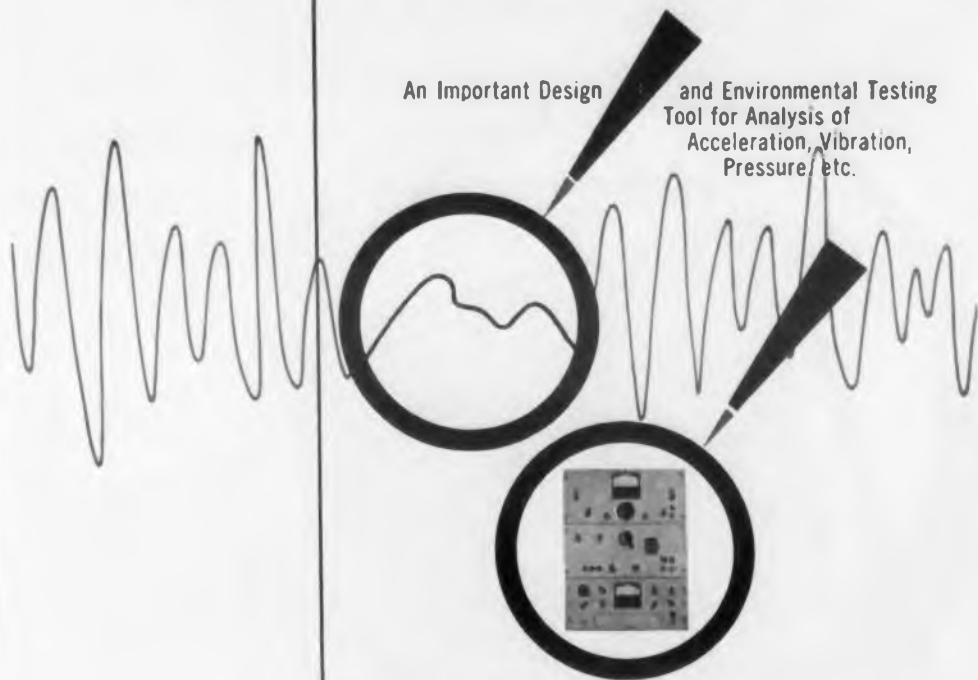 An Important Design and Environmental Testing
Tool for Analysis of
Acceleration, Vibration,
Pressure, etc.